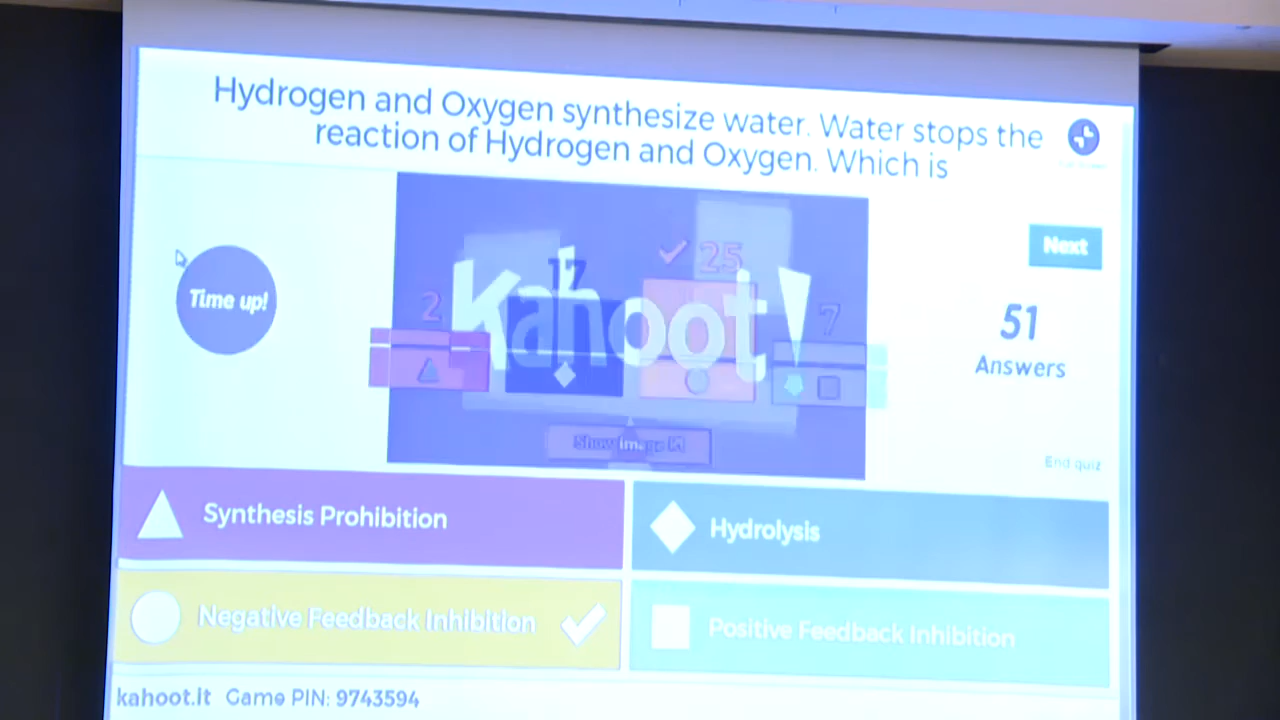 Hydrogen and Oxygen synthesize water. Water stops the
reaction of Hydrogen and Oxygen. Which is
Next
Time up!
Kahoot!
2
17
25
7
51
Answers
Show image
End quiz
Synthesis Prohibition
Hydrolysis
Negative Feedback Inhibition
Positive Feedback Inhibition
kahoot.it Game PIN: 9743594